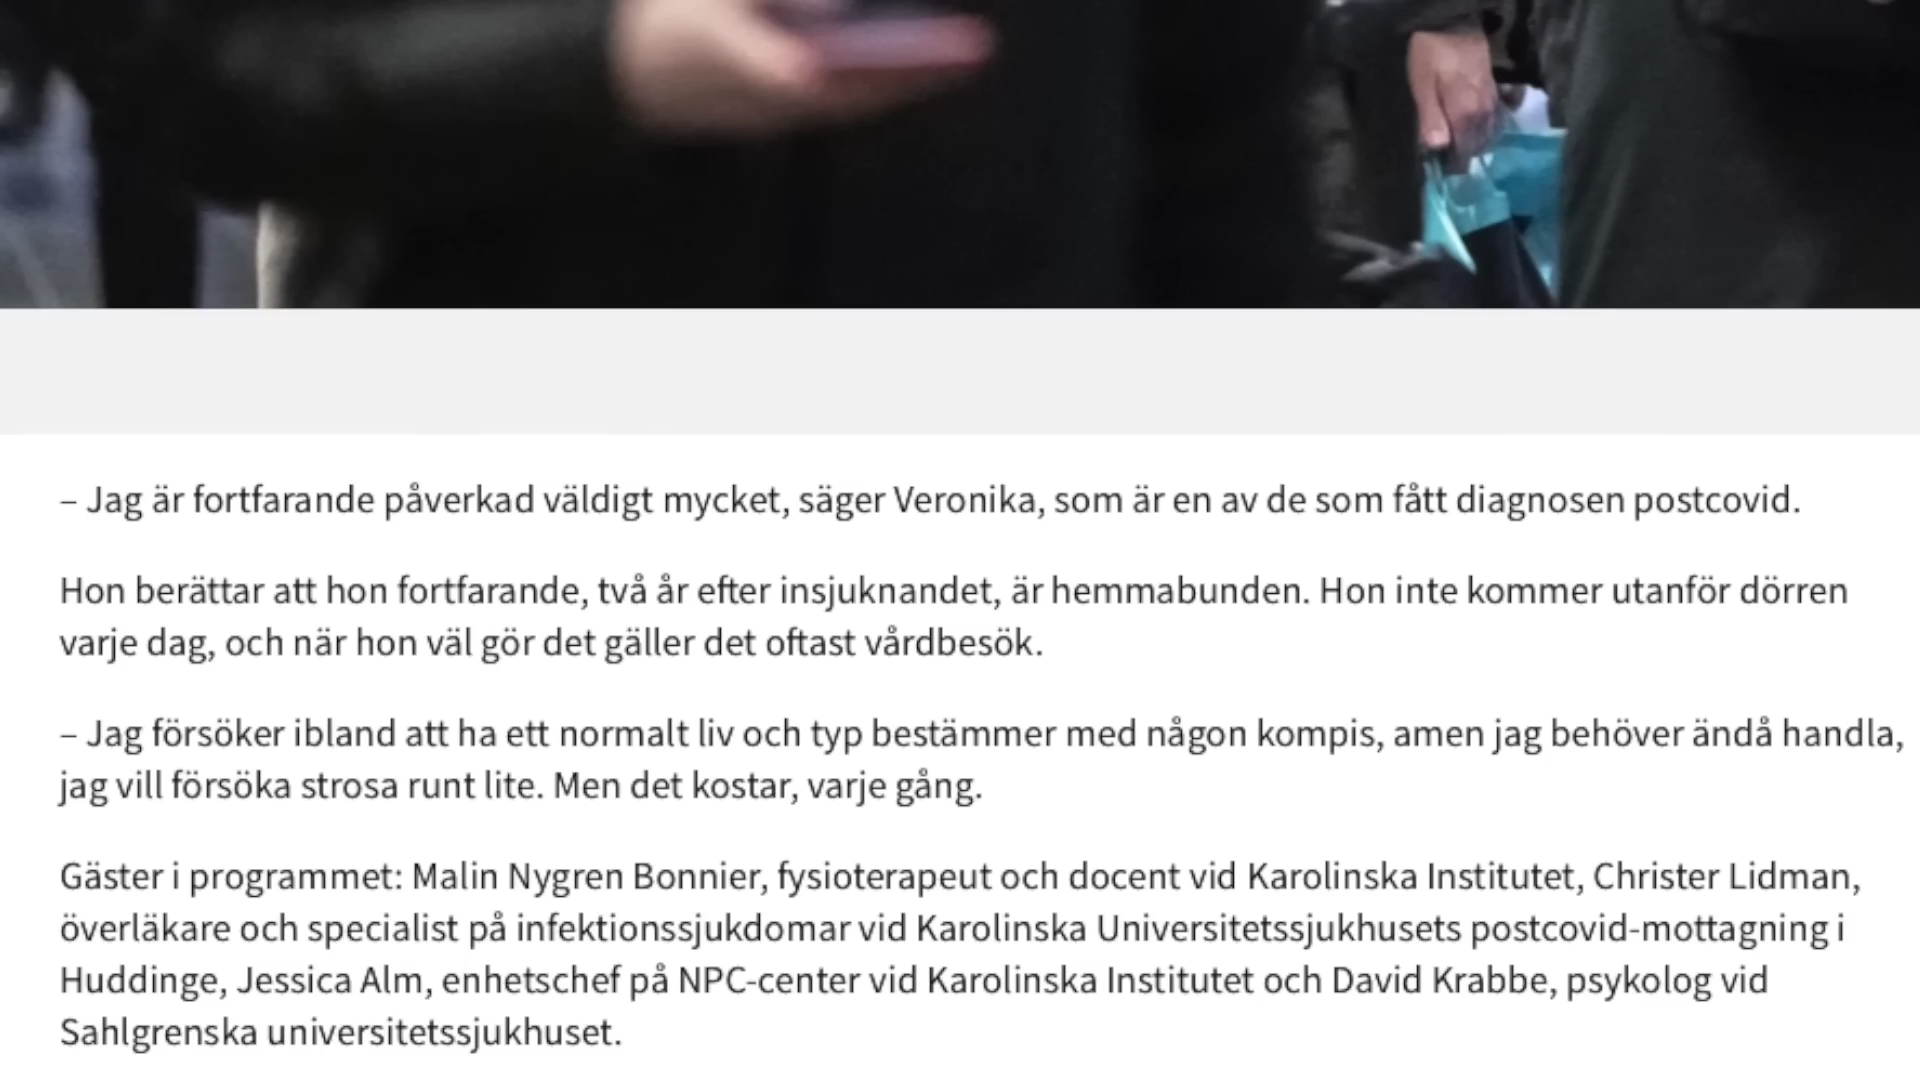 – Jag är fortfarande påverkad väldigt mycket, säger Veronika, som är en av de som fått diagnosen postcovid.
Hon berättar att hon fortfarande, två år efter insjuknandet, är hemmabunden. Hon inte kommer utanför dörren
varje dag, och när hon väl gör det gäller det oftast vårdbesök.
– Jag försöker ibland att ha ett normalt liv och typ bestämmer med någon kompis, amen jag behöver ändå handla,
jag vill försöka strosa runt lite. Men det kostar, varje gång.
Gäster i programmet: Malin Nygren Bonnier, fysioterapeut och docent vid Karolinska Institutet, Christer Lidman,
överläkare och specialist på infektionssjukdomar vid Karolinska Universitetssjukhusets postcovid-mottagning i
Huddinge, Jessica Alm, enhetschef på NPC-center vid Karolinska Institutet och David Krabbe, psykolog vid
Sahlgrenska universitetssjukhuset.